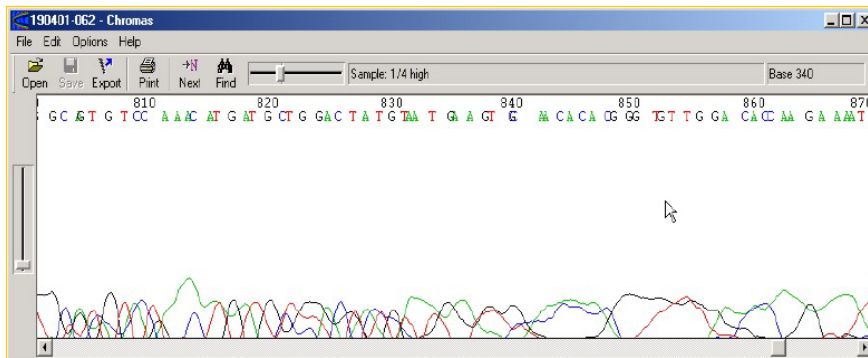 190401-062 - Chromas
File Edit Options Help
Open Save Export Print Next Find Sample: 1/4 high Base 340
810 820 830 840 850 860 870
G G C A G T G T C C A A A C A T G A T G C T G G A C T A T G T A A T G A A G T G A A C A C A C G G G T G T T G G A C A C C A A G A A A A T